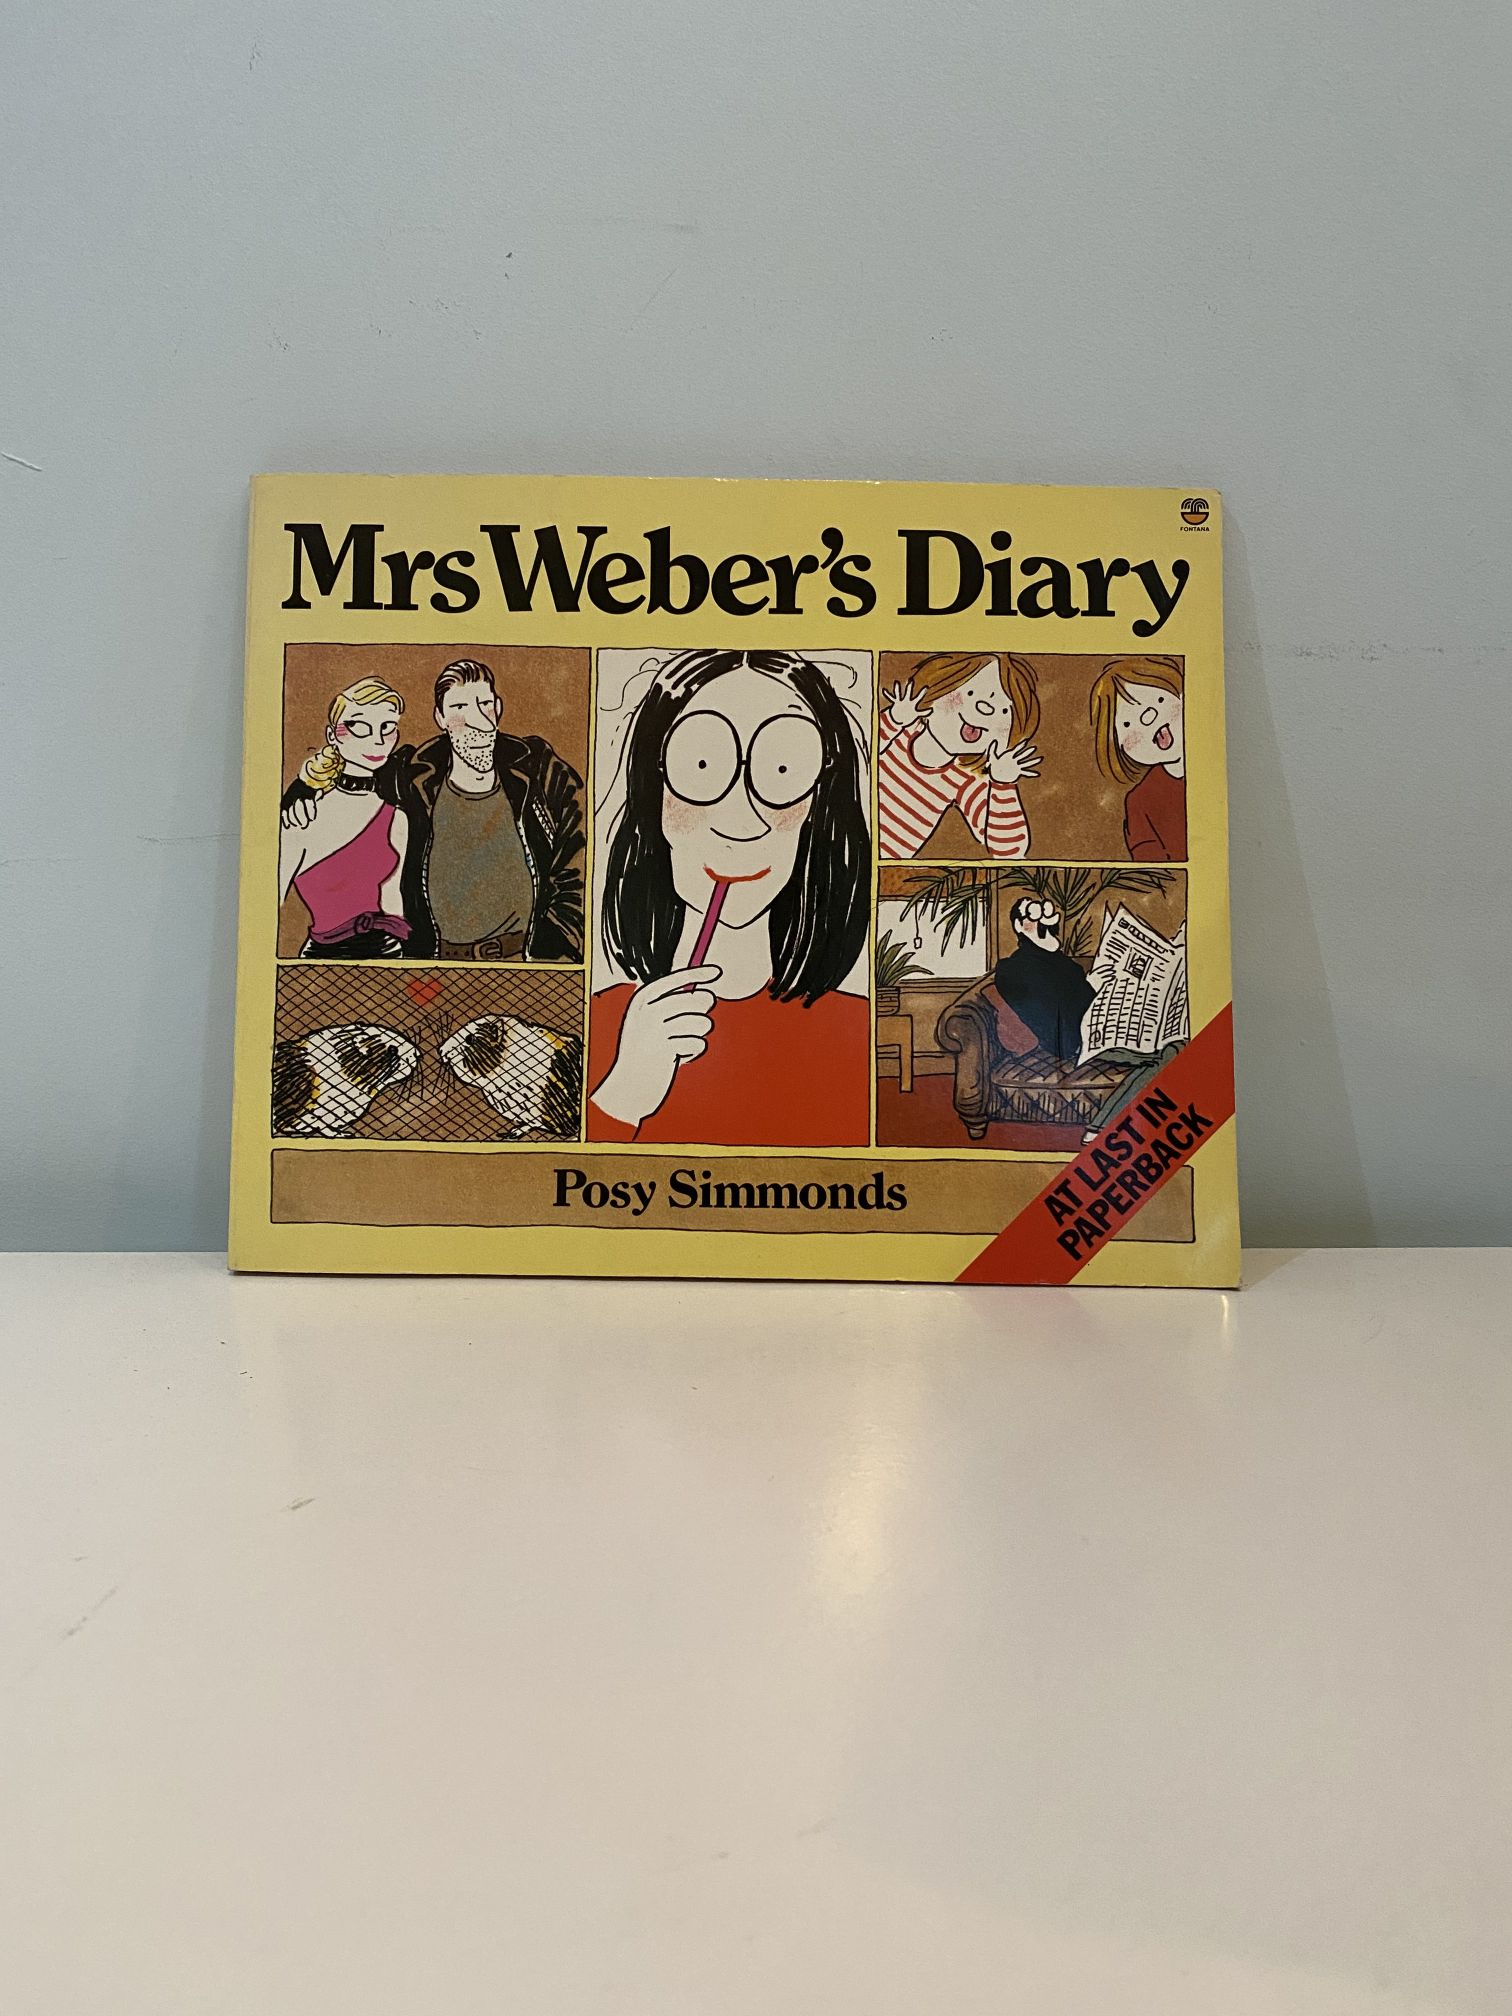 FONTANA
Mrs Weber's Diary
Posy Simmonds
AT LAST IN
PAPERBACK